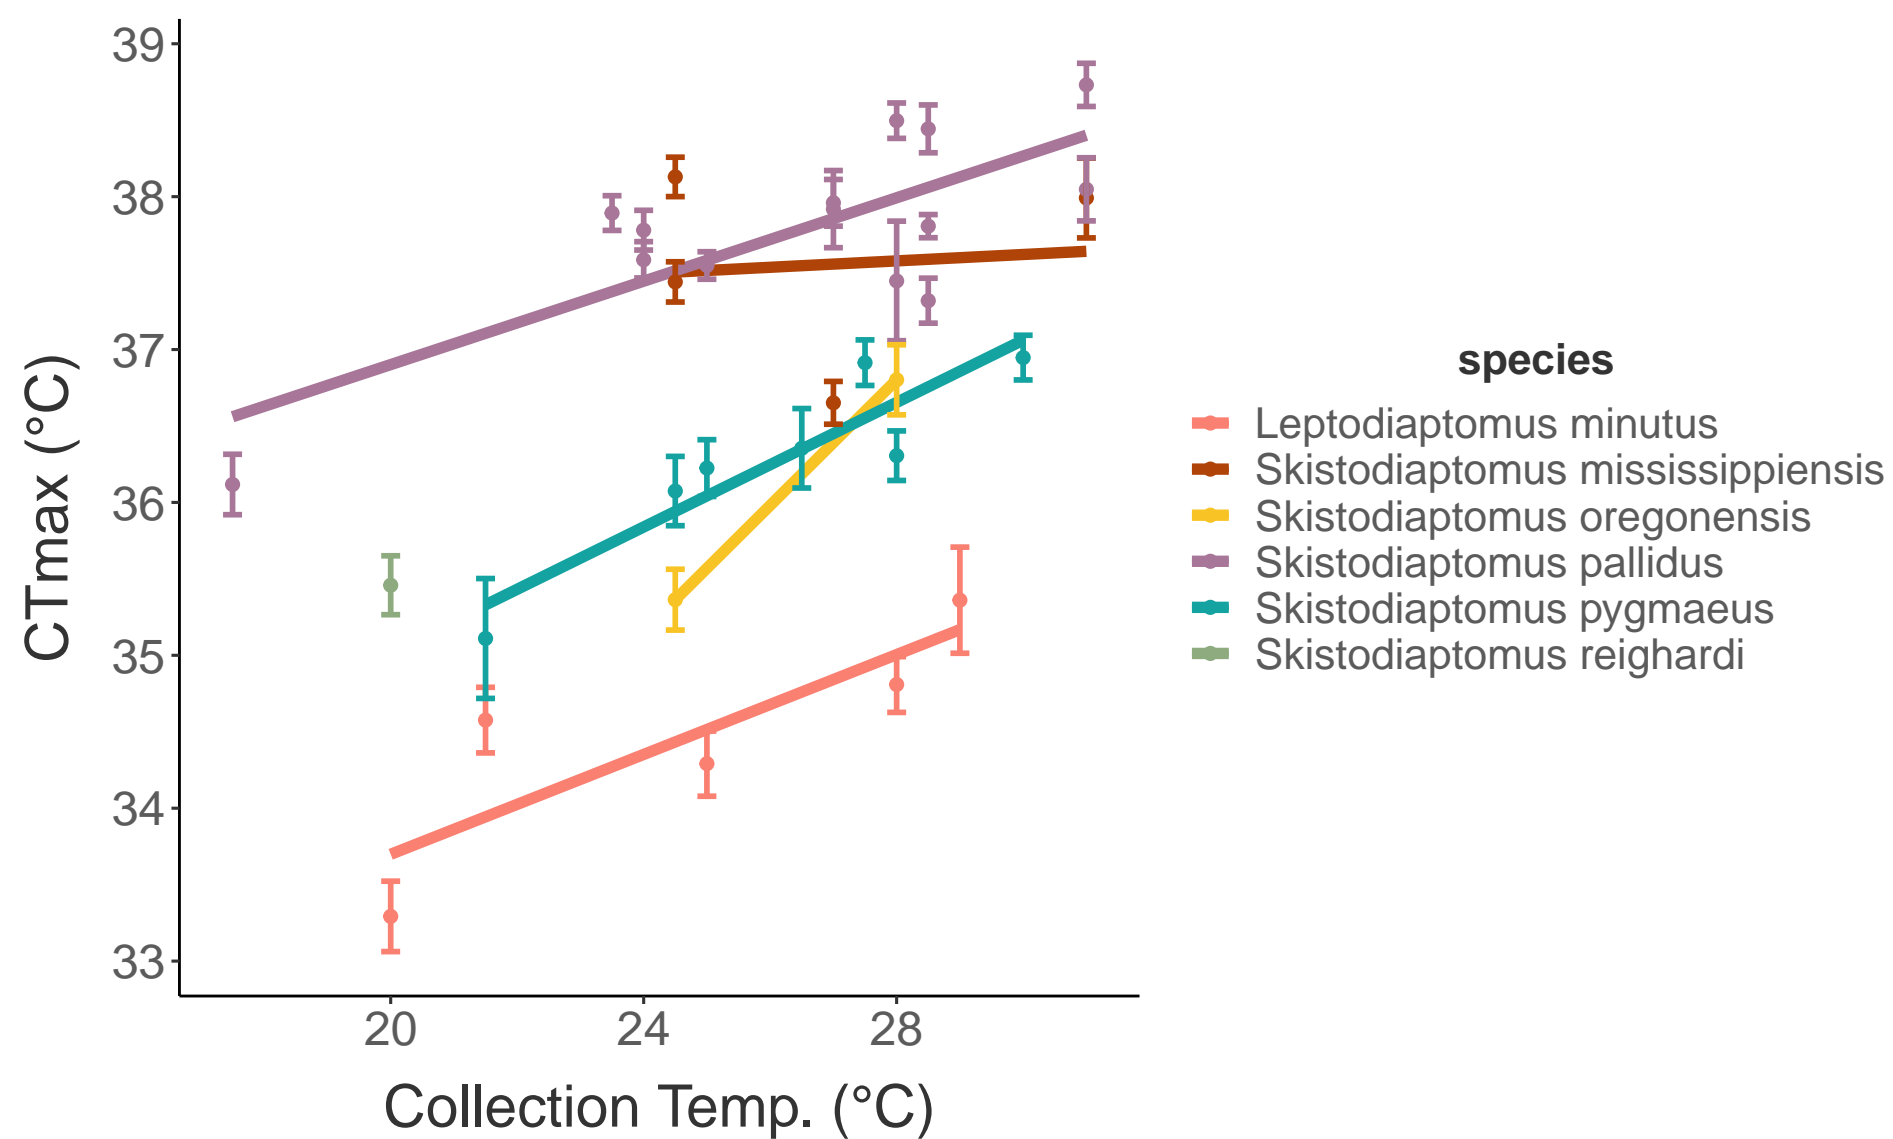 39
38
37
36
35
34
33
CTmax (°C)
20 24 28
Collection Temp. (°C)
species
Leptodiaptomus minutus
Skistodiaptomus mississippiensis
Skistodiaptomus oregonensis
Skistodiaptomus pallidus
Skistodiaptomus pygmaeus
Skistodiaptomus reighardi